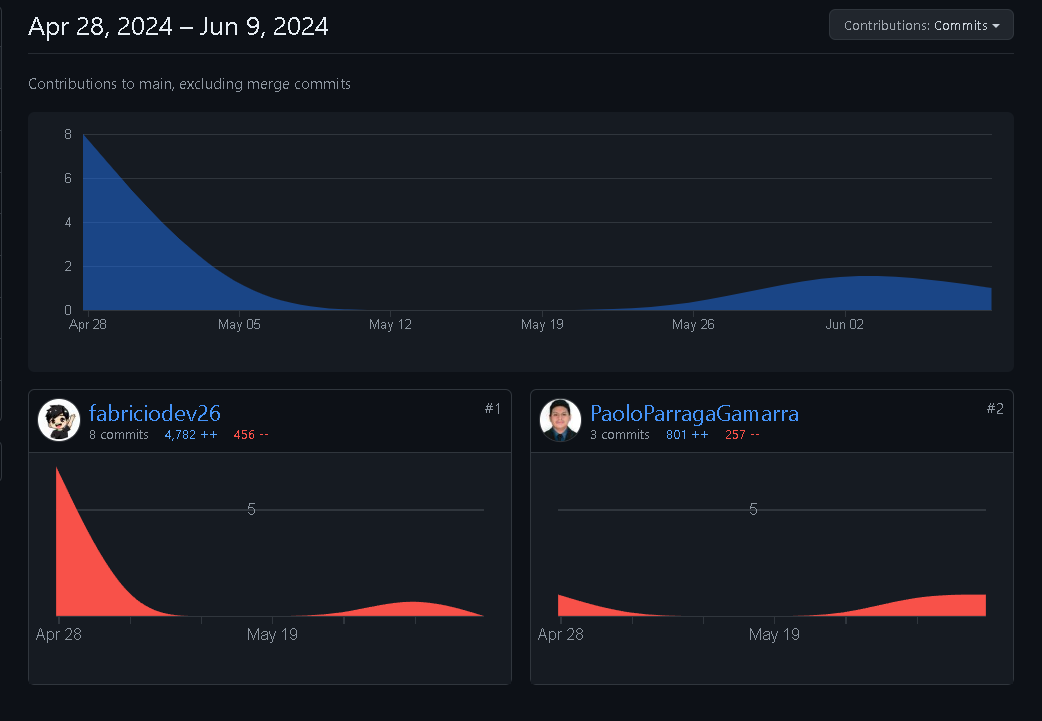 Apr 28, 2024 – Jun 9, 2024
Contributions: Commits
Contributions to main, excluding merge commits
8
6
4
2
0
Apr 28 May 05 May 12 May 19 May 26 Jun 02
fabriciodev26 #1
8 commits 4,782 ++ 456 --
5
Apr 28 May 19
PaoloParragaGamarra #2
3 commits 801 ++ 257 --
5
Apr 28 May 19